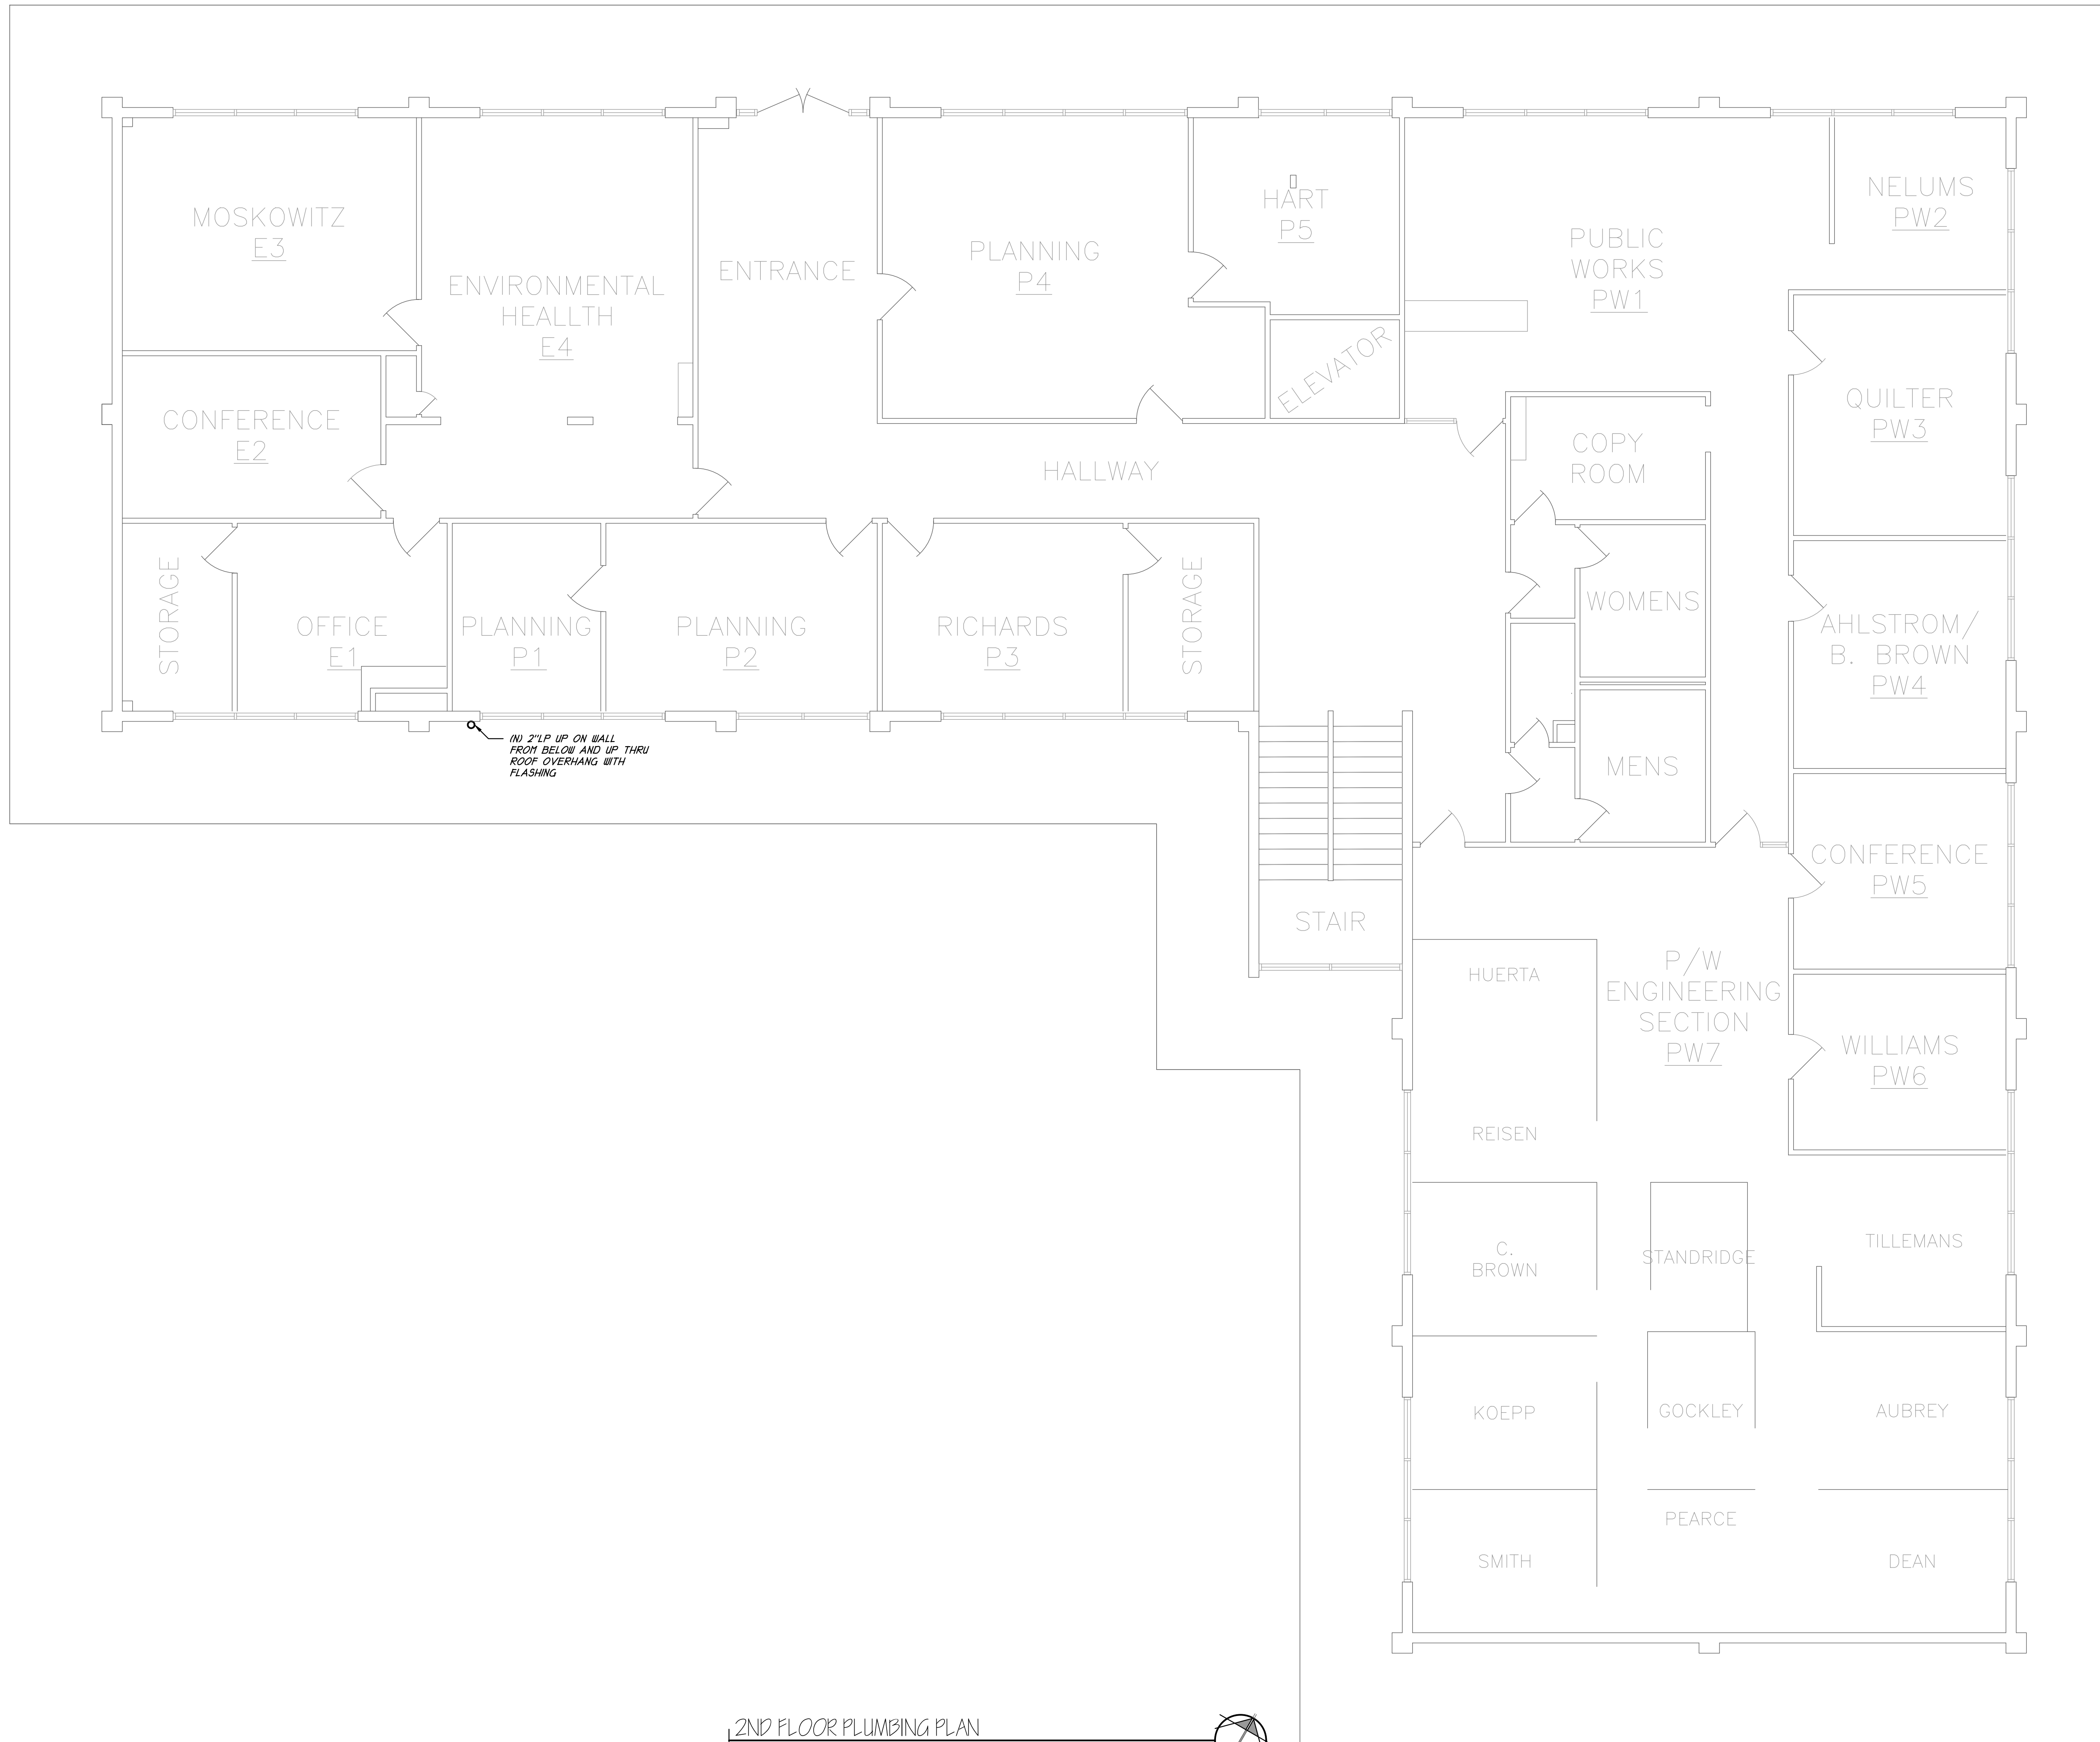 MOSKOWITZ
E3
ENVIRONMENTAL
HEALLTH
E4
ENTRANCE
PLANNING
P4
HART
P5
PUBLIC
WORKS
PW1
NELUMS
PW2
ELEVATOR
CONFERENCE
E2
HALLWAY
COPY
ROOM
QUILTER
PW3
STORAGE
OFFICE
E1
PLANNING
P1
PLANNING
P2
RICHARDS
P3
STORAGE
WOMENS
AHLSTROM/
B. BROWN
PW4
(N) 2"LP UP ON WALL
FROM BELOW AND UP THRU
ROOF OVERHANG WITH
FLASHING
MENS
CONFERENCE
PW5
STAIR
HUERTA
P/W
ENGINEERING
SECTION
PW7
WILLIAMS
PW6
REISEN
C.
BROWN
STANDRIDGE
TILLEMANS
KOEPP
GOCKLEY
AUBREY
PEARCE
SMITH
DEAN
2ND FLOOR PLUMBING PLAN